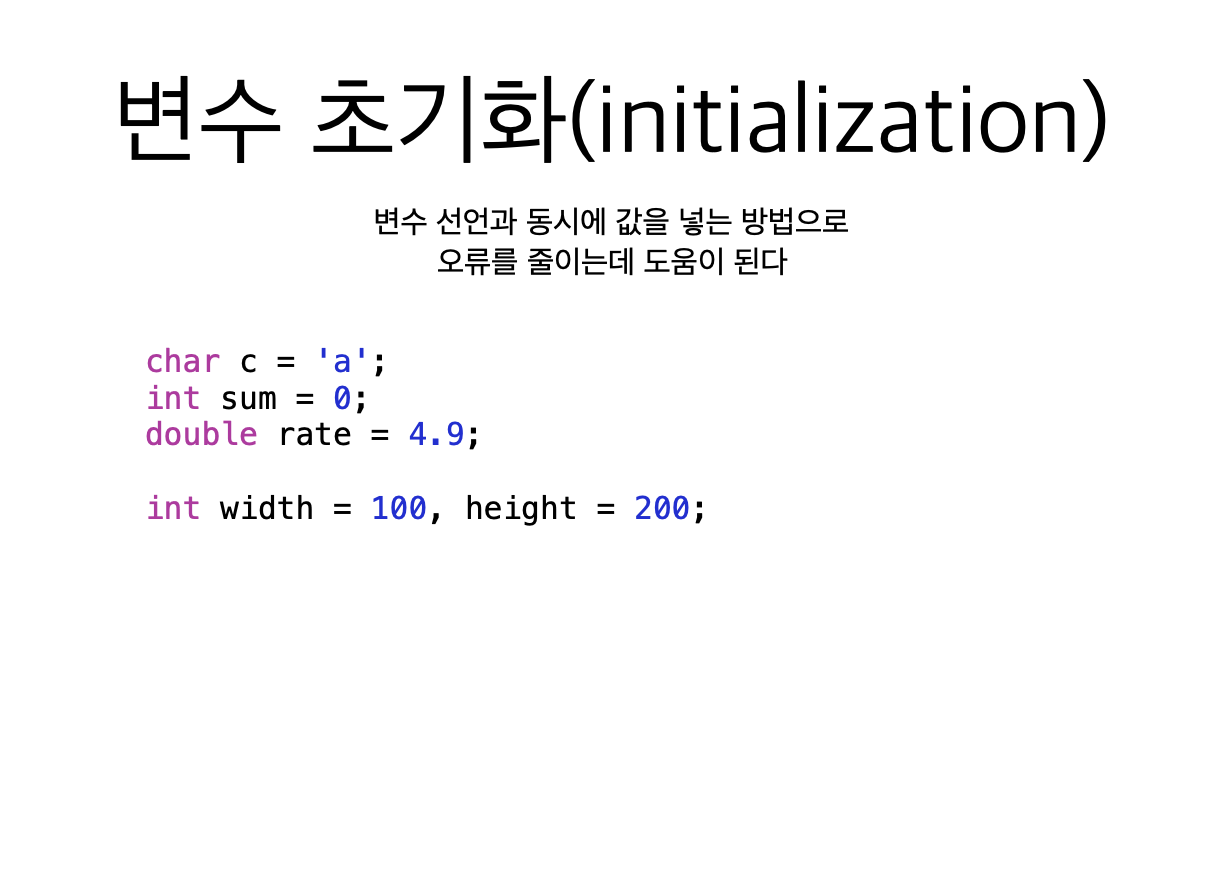 변수 초기화(initialization)
변수 선언과 동시에 값을 넣는 방법으로
오류를 줄이는데 도움이 된다
char c = 'a';
int sum = 0;
double rate = 4.9;
int width = 100, height = 200;